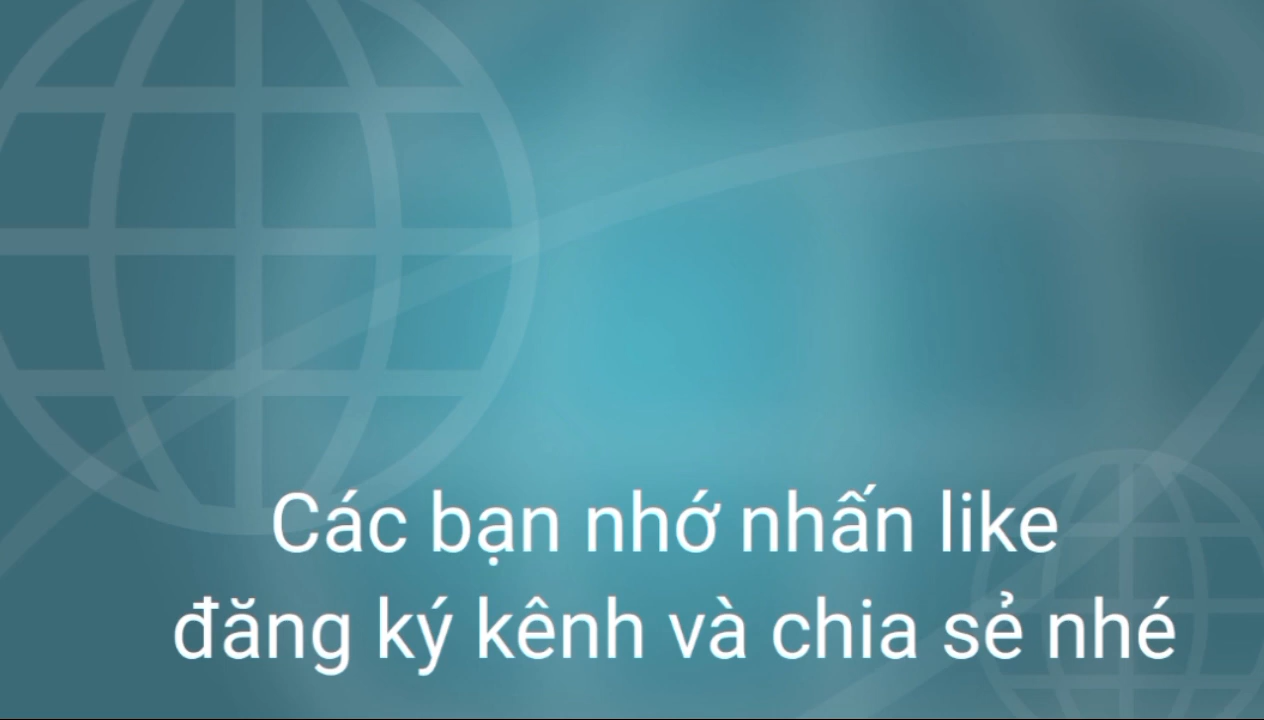 Các bạn nhớ nhấn like
đăng ký kênh và chia sẻ nhé